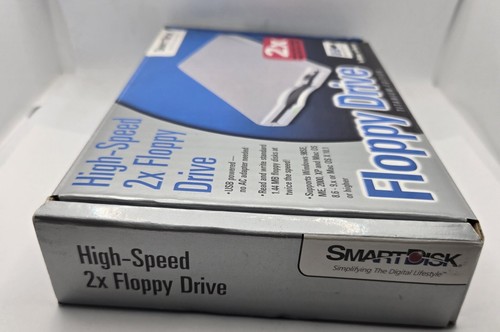 High-Speed
2x Floppy
Drive
• USB powered —
no AC adapter needed
• Read and write standard
1.44 MB floppy disks at
twice the speed!
• Supports Windows 98SE,
ME, 2000, XP and Mac OS
8.6 - 9.x or Mac OS X 10.1
or higher
2x
Floppy Drive
High-Speed
2x Floppy Drive
SMARTDISK
Simplifying The Digital Lifestyle™